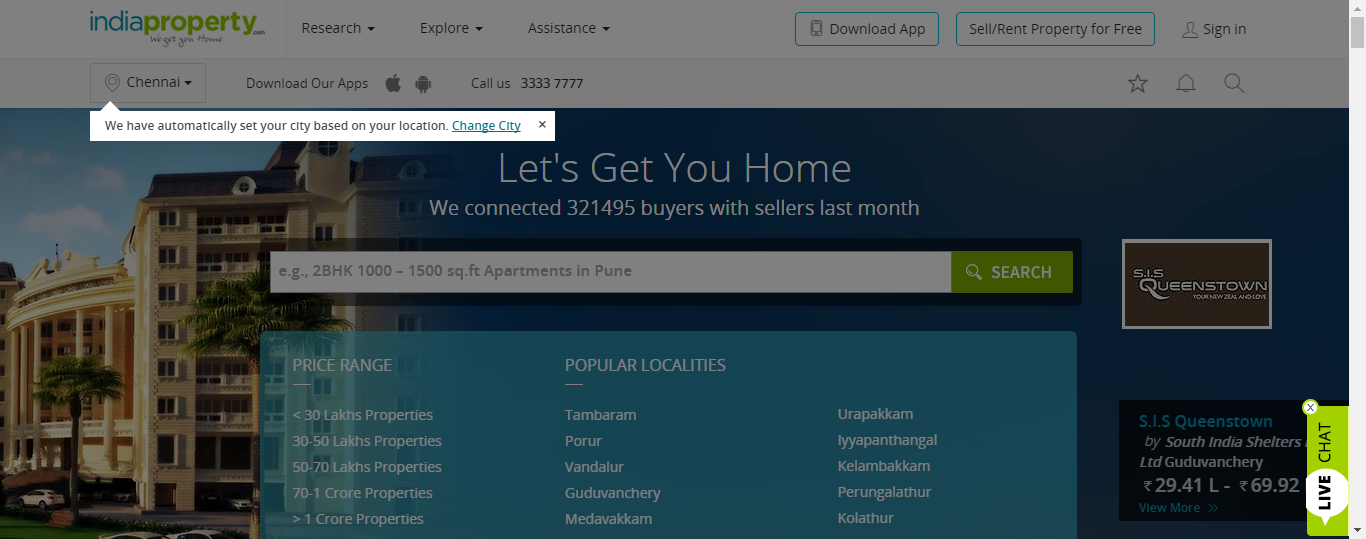 indiaproperty.com
we get you Home
Research
Explore
Assistance
Download App
Sell/Rent Property for Free
Sign in
Chennai
Download Our Apps
Call us 3333 7777
We have automatically set your city based on your location. Change City ×
Let's Get You Home
We connected 321495 buyers with sellers last month
e.g., 2BHK 1000 – 1500 sq.ft Apartments in Pune
SEARCH
S.I.S
QUEENSTOWN
YOUR NEW ZEAL AND LOVE
PRICE RANGE
< 30 Lakhs Properties
30-50 Lakhs Properties
50-70 Lakhs Properties
70-1 Crore Properties
> 1 Crore Properties
POPULAR LOCALITIES
Tambaram
Porur
Vandalur
Guduvanchery
Medavakkam
Urapakkam
Iyyapanthangal
Kelambakkam
Perungalathur
Kolathur
S.I.S Queenstown
by South India Shelters
Ltd Guduvanchery
₹ 29.41 L - ₹ 69.92
View More
X
LIVE CHAT